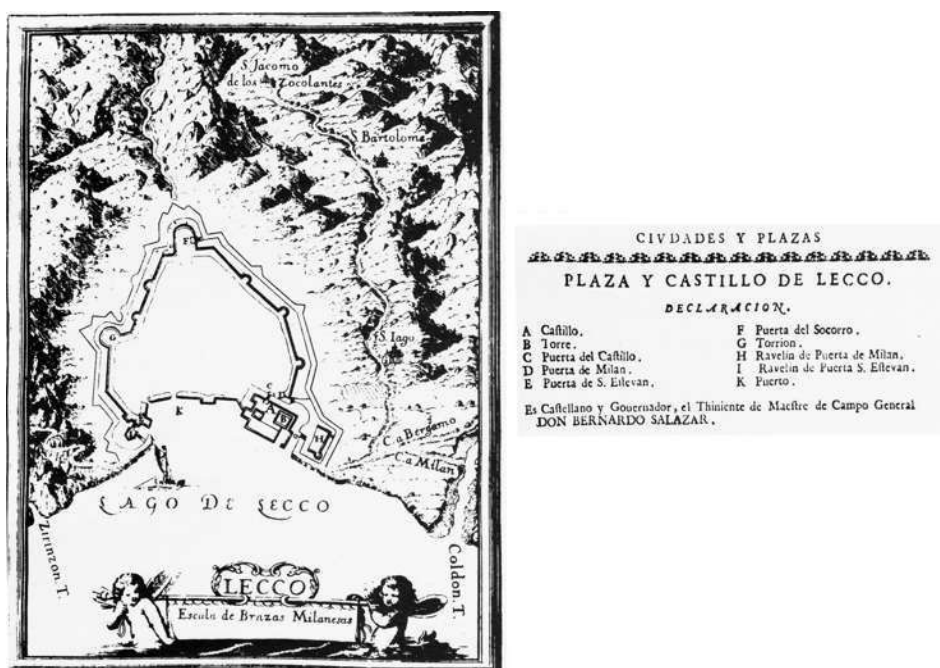 S. Jacomo
de los Zocolantes
S. Bartolome
F
G
S. Iago
C
K
A
B
H
C.a Bergamo
C.a Milan
LAGO DE LECCO
Zirinzon. T.
Coldon. T.
LECCO
Escala de Brazas Milanesas
CIVDADES Y PLAZAS
PLAZA Y CASTILLO DE LECCO.
DECLARACION.
A Castillo.
B Torre.
C Puerta del Castillo.
D Puerta de Milan.
E Puerta de S. Estevan.
F Puerta del Socorro.
G Torrion.
H Ravelin de Puerta de Milan.
I Ravelin de Puerta S. Estevan.
K Puerto.
Es Castellano y Gouernador, el Thiniente de Maestre de Campo General
DON BERNARDO SALAZAR.